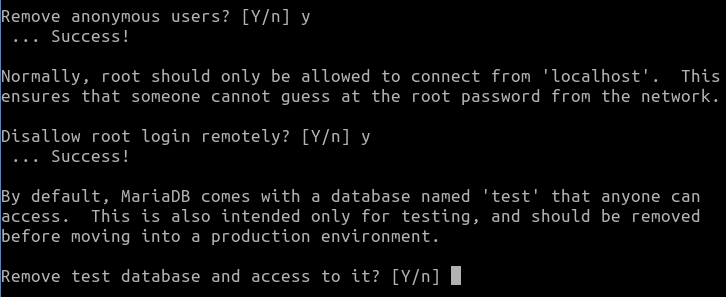 Remove anonymous users? [Y/n] y
 ... Success!
Normally, root should only be allowed to connect from 'localhost'.  This
ensures that someone cannot guess at the root password from the network.
Disallow root login remotely? [Y/n] y
 ... Success!
By default, MariaDB comes with a database named 'test' that anyone can
access.  This is also intended only for testing, and should be removed
before moving into a production environment.
Remove test database and access to it? [Y/n]